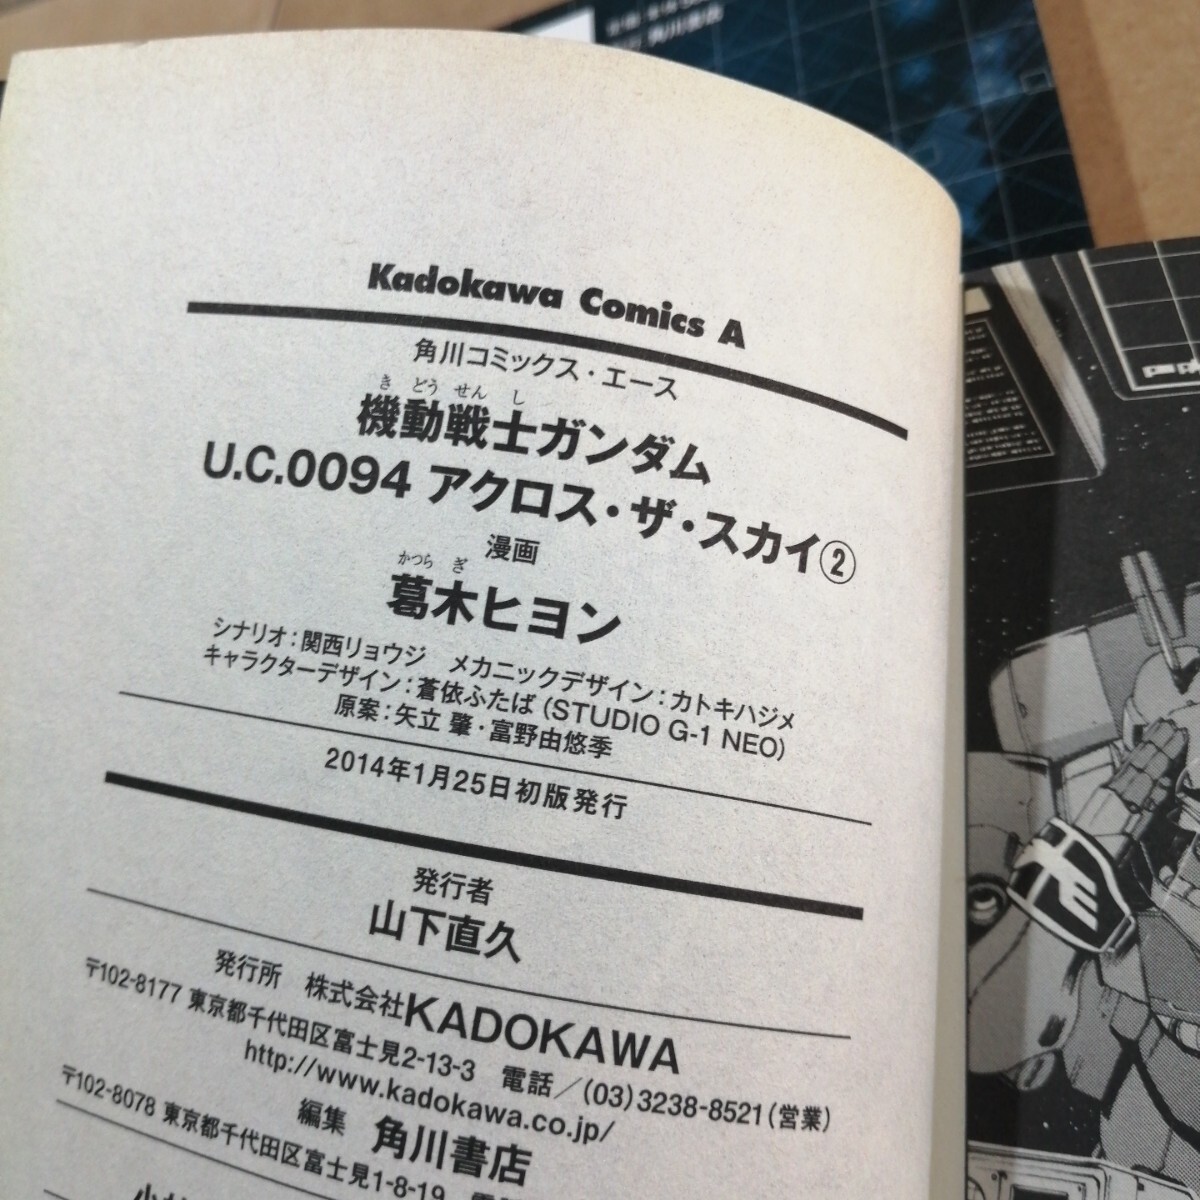 角川書店
Kadokawa Comics A
角川コミックス・エース
き どう せん し
機動戦士ガンダム
U.C.0094 アクロス・ザ・スカイ②
漫画
かつら ぎ
葛木ヒヨン
シナリオ：関西リョウジ　メカニックデザイン：カトキハジメ
キャラクターデザイン：蒼依ふたば (STUDIO G-1 NEO)
原案：矢立 肇・富野由悠季
2014年1月25日初版発行
発行者
山下直久
発行所　株式会社KADOKAWA
〒102-8177 東京都千代田区富士見2-13-3　電話／(03)3238-8521(営業)
http://www.kadokawa.co.jp/
編集　角川書店
〒102-8078 東京都千代田区富士見1-8-19